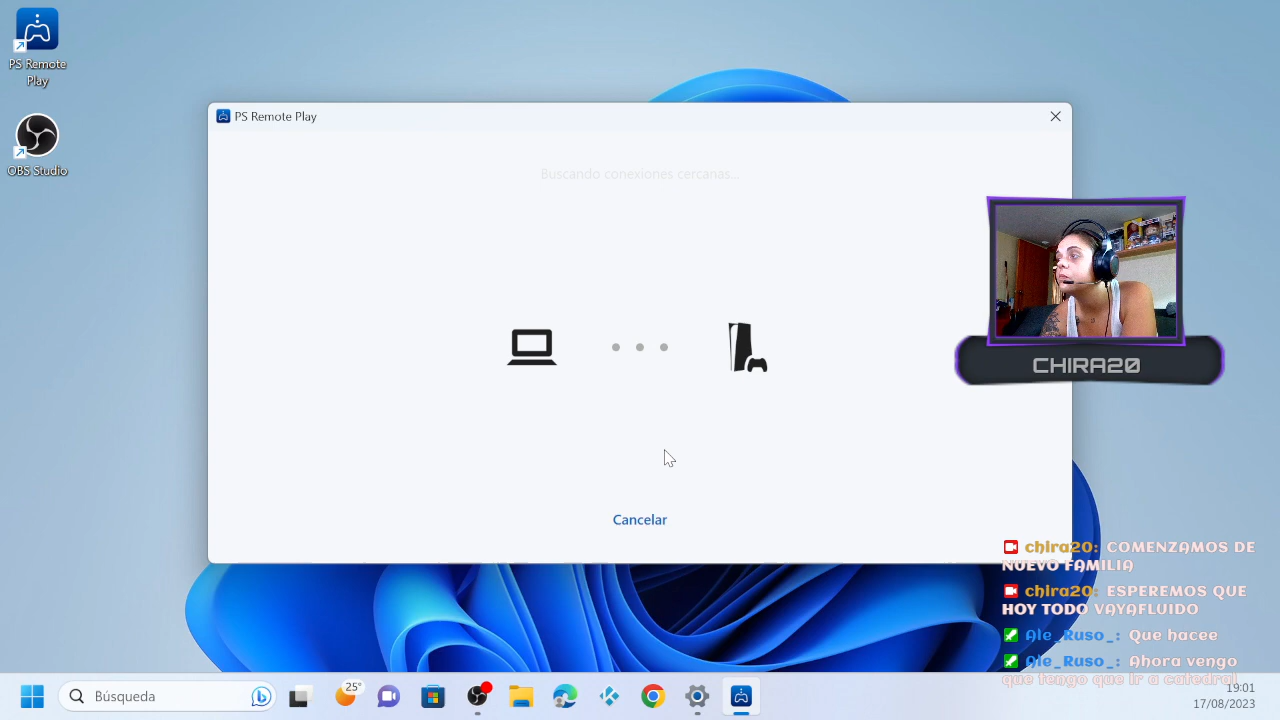 PS Remote
Play
OBS Studio
PS Remote Play
Buscando conexiones cercanas...
Cancelar
CHIRA20
chira20: COMENZAMOS DE
NUEVO FAMILIA
chira20: ESPEREMOS QUE
HOY TODO VAYAFLUIDO
Ale_Ruso_: Que hacee
Ale_Ruso_: Ahora vengo
que tengo que ir a catedral
Búsqueda
25°
19:01
17/08/2023